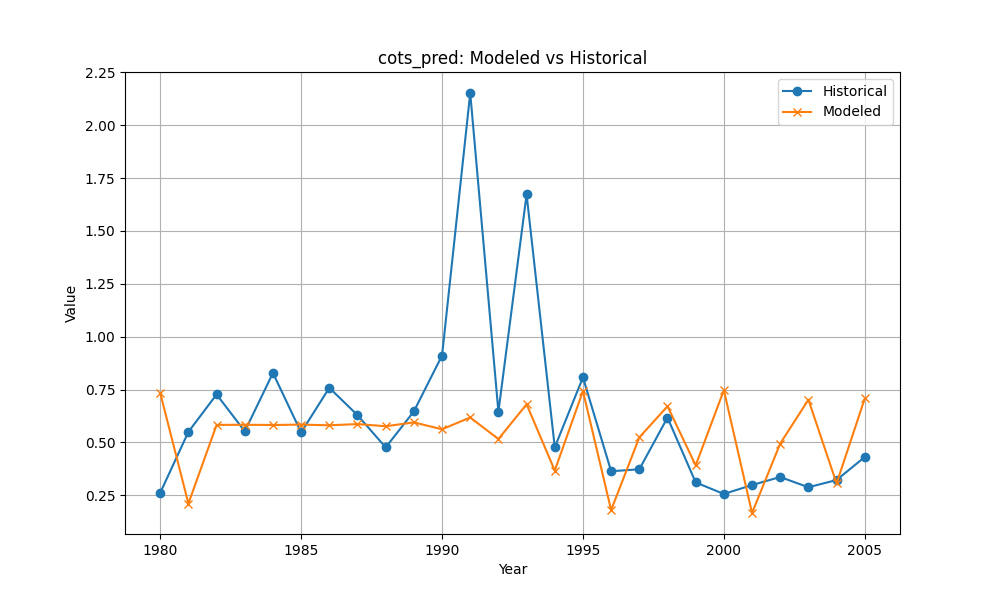 cots_pred: Modeled vs Historical
Historical
Modeled
Value
2.25
2.00
1.75
1.50
1.25
1.00
0.75
0.50
0.25
1980 1985 1990 1995 2000 2005
Year